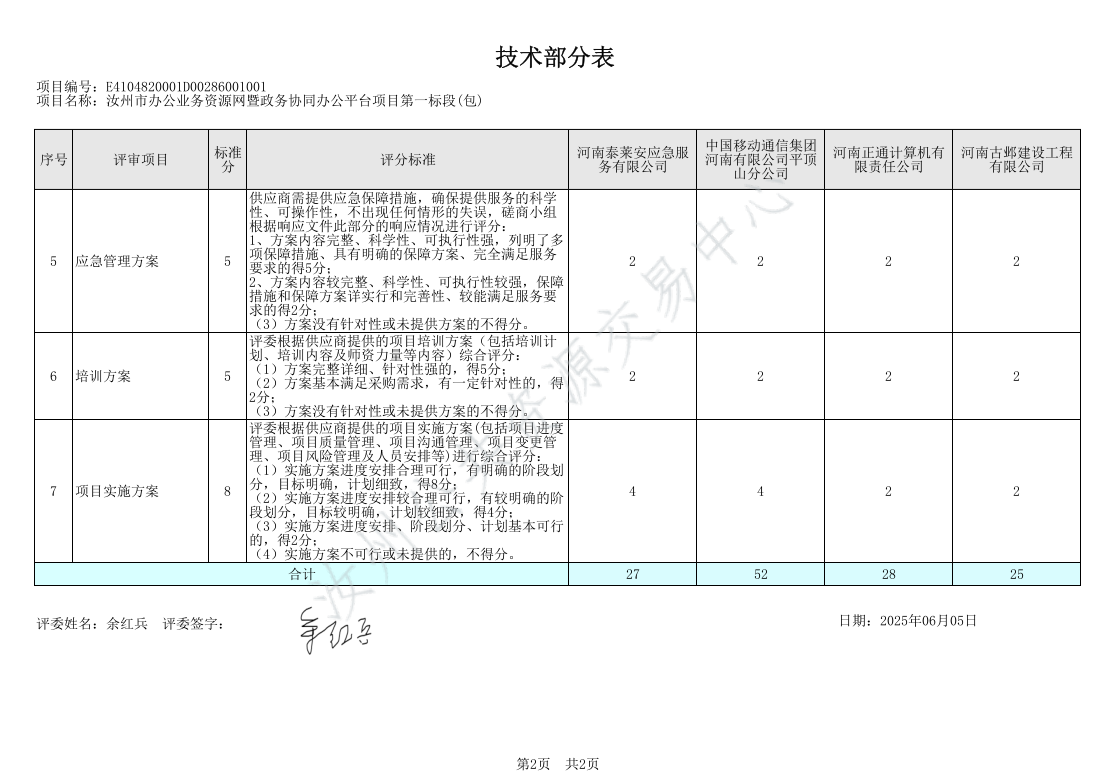 技术部分表
项目编号：E4104820001D00286001001
项目名称：汝州市办公业务资源网暨政务协同办公平台项目第一标段(包)
序号
评审项目
标准
分
评分标准
河南泰莱安应急服
务有限公司
中国移动通信集团
河南有限公司平顶
山分公司
河南正通计算机有
限责任公司
河南古邺建设工程
有限公司
5
应急管理方案
5
供应商需提供应急保障措施，确保提供服务的科学
性、可操作性，不出现任何情形的失误，磋商小组
根据响应文件此部分的响应情况进行评分：
1、方案内容完整、科学性、可执行性强，列明了多
项保障措施、具有明确的保障方案、完全满足服务
要求的得5分；
2、方案内容较完整、科学性、可执行性较强，保障
措施和保障方案详实行和完善性、较能满足服务要
求的得2分；
（3）方案没有针对性或未提供方案的不得分。
2
2
2
2
6
培训方案
5
评委根据供应商提供的项目培训方案（包括培训计
划、培训内容及师资力量等内容）综合评分：
（1）方案完整详细、针对性强的，得5分；
（2）方案基本满足采购需求，有一定针对性的，得
2分；
（3）方案没有针对性或未提供方案的不得分。
2
2
2
2
7
项目实施方案
8
评委根据供应商提供的项目实施方案(包括项目进度
管理、项目质量管理、项目沟通管理、项目变更管
理、项目风险管理及人员安排等)进行综合评分：
（1）实施方案进度安排合理可行，有明确的阶段划
分，目标明确，计划细致，得8分；
（2）实施方案进度安排较合理可行，有较明确的阶
段划分，目标较明确，计划较细致，得4分；
（3）实施方案进度安排、阶段划分、计划基本可行
的，得2分；
（4）实施方案不可行或未提供的，不得分。
4
4
2
2
合计
27
52
28
25
评委姓名：余红兵 评委签字：
余红兵
日期：2025年06月05日
汝州公共资源交易中心
第2页 共2页